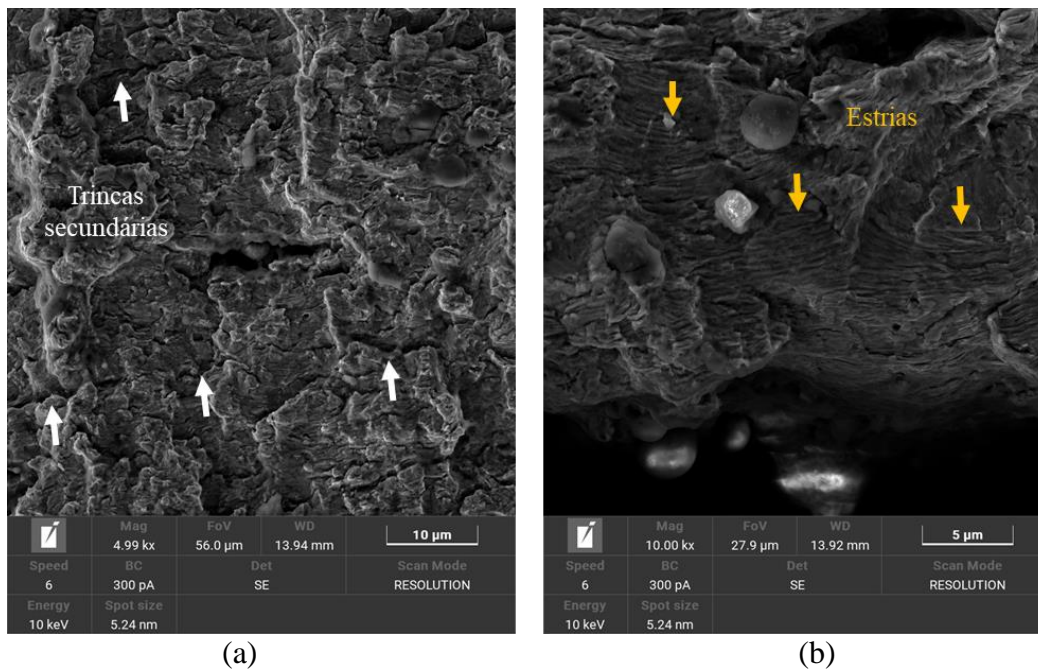 Trincas
secundárias
Estrias
Mag FoV WD 10 µm
4.99 kx 56.0 µm 13.94 mm
Speed BC Det Scan Mode
6 300 pA SE RESOLUTION
Energy Spot size
10 keV 5.24 nm
Mag FoV WD 5 µm
10.00 kx 27.9 µm 13.92 mm
Speed BC Det Scan Mode
6 300 pA SE RESOLUTION
Energy Spot size
10 keV 5.24 nm
(a)
(b)